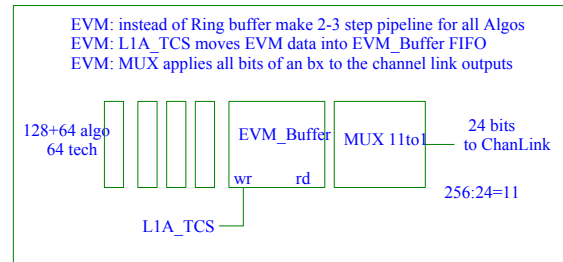 EVM: instead of Ring buffer make 2-3 step pipeline for all Algos
EVM: L1A_TCS moves EVM data into EVM_Buffer FIFO
EVM: MUX applies all bits of an bx to the channel link outputs
128+64 algo
64 tech
EVM_Buffer
wr
rd
MUX 11to1
24 bits
to ChanLink
256:24=11
L1A_TCS